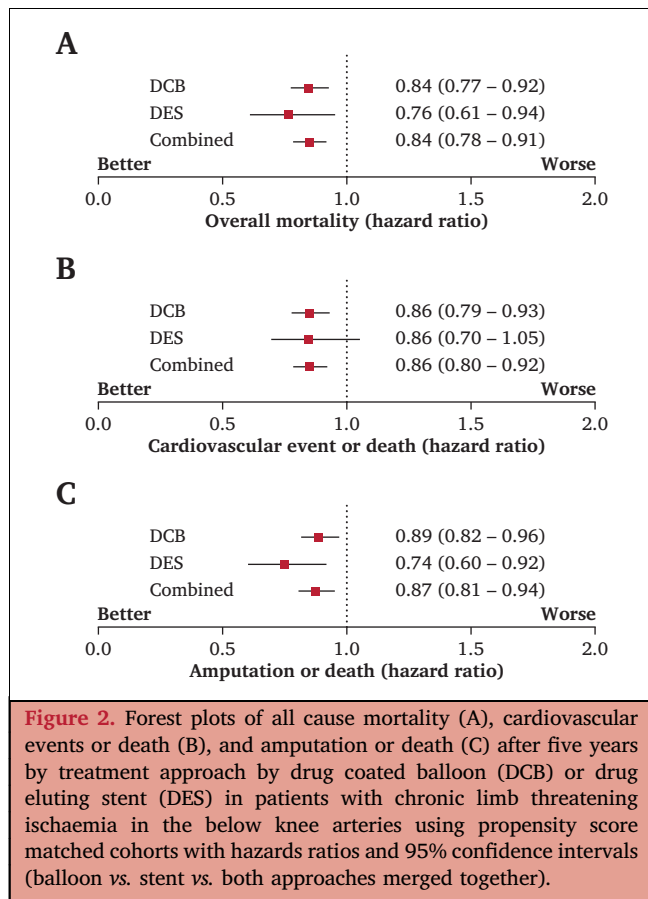 A
DCB 0.84 (0.77 – 0.92)
DES 0.76 (0.61 – 0.94)
Combined 0.84 (0.78 – 0.91)
Better Worse
0.0 0.5 1.0 1.5 2.0
Overall mortality (hazard ratio)
B
DCB 0.86 (0.79 – 0.93)
DES 0.86 (0.70 – 1.05)
Combined 0.86 (0.80 – 0.92)
Better Worse
0.0 0.5 1.0 1.5 2.0
Cardiovascular event or death (hazard ratio)
C
DCB 0.89 (0.82 – 0.96)
DES 0.74 (0.60 – 0.92)
Combined 0.87 (0.81 – 0.94)
Better Worse
0.0 0.5 1.0 1.5 2.0
Amputation or death (hazard ratio)
Figure 2. Forest plots of all cause mortality (A), cardiovascular
events or death (B), and amputation or death (C) after five years
by treatment approach by drug coated balloon (DCB) or drug
eluting stent (DES) in patients with chronic limb threatening
ischaemia in the below knee arteries using propensity score
matched cohorts with hazards ratios and 95% confidence intervals
(balloon vs. stent vs. both approaches merged together).